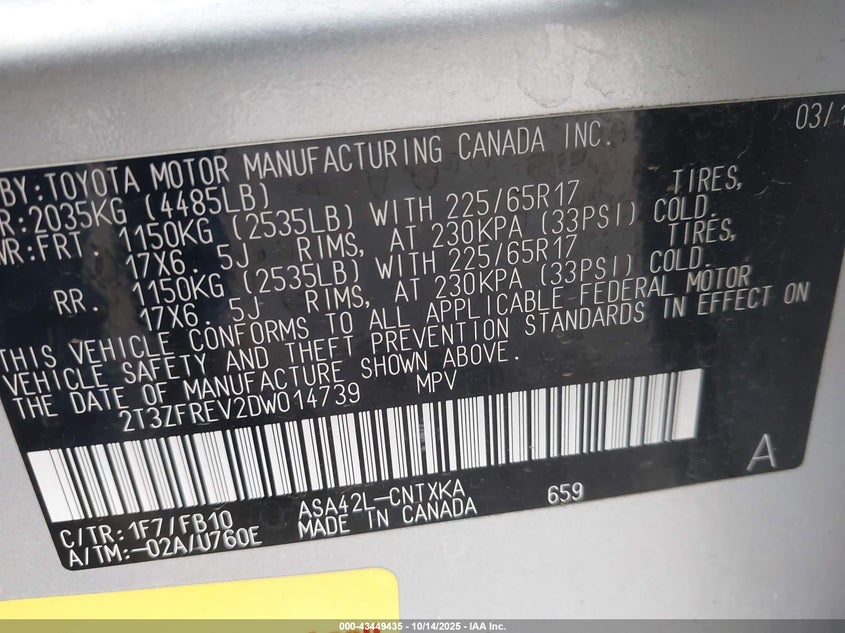 03/1
BY:TOYOTA MOTOR MANUFACTURING CANADA INC.
R:2035KG (4485LB)
WR:FRT. 1150KG (2535LB) WITH 225/65R17 TIRES,
17X6.5J RIMS, AT 230KPA (33PSI) COLD.
RR. 1150KG (2535LB) WITH 225/65R17 TIRES,
17X6.5J RIMS, AT 230KPA (33PSI) COLD.
THIS VEHICLE CONFORMS TO ALL APPLICABLE FEDERAL MOTOR
VEHICLE SAFETY AND THEFT PREVENTION STANDARDS IN EFFECT ON
THE DATE OF MANUFACTURE SHOWN ABOVE.
2T3ZFREV2DW014739 MPV
A
C/TR:1F7/FB10 ASA42L-CNTXKA 659
A/TM:-02A/U760E MADE IN CANADA
000-43449435 - 10/14/2025 - IAA Inc.